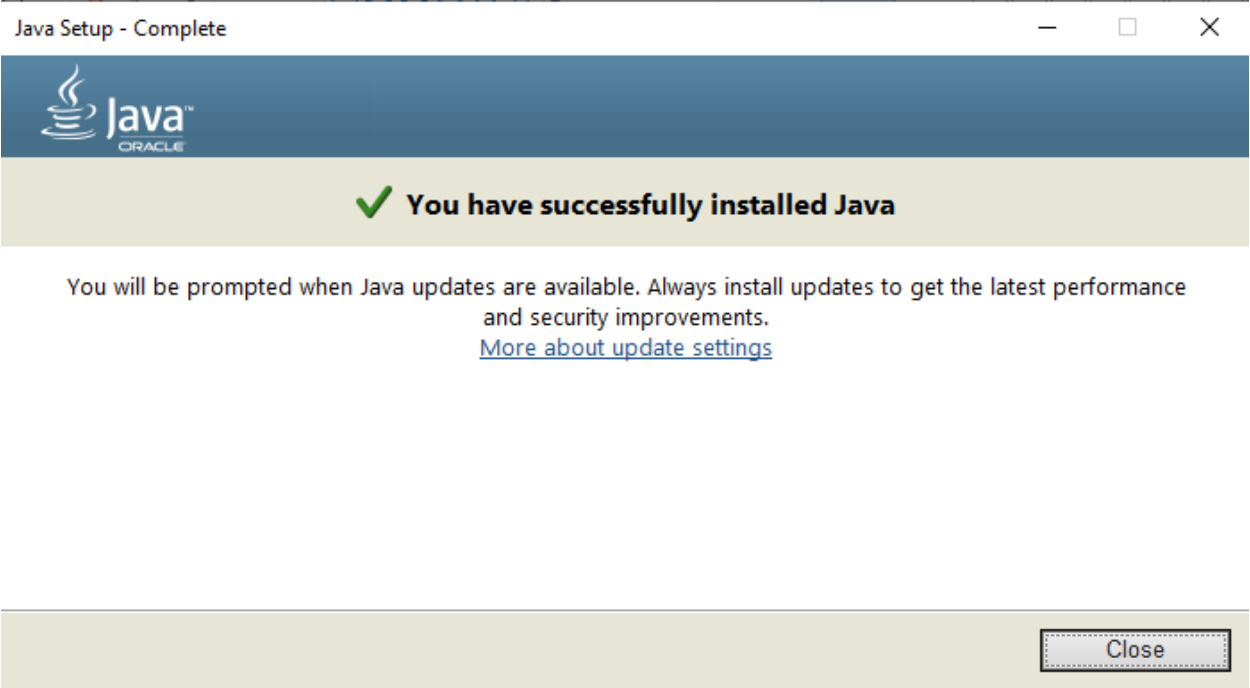 Java Setup - Complete
Java™
ORACLE
You have successfully installed Java
You will be prompted when Java updates are available. Always install updates to get the latest performance
and security improvements.
More about update settings
Close